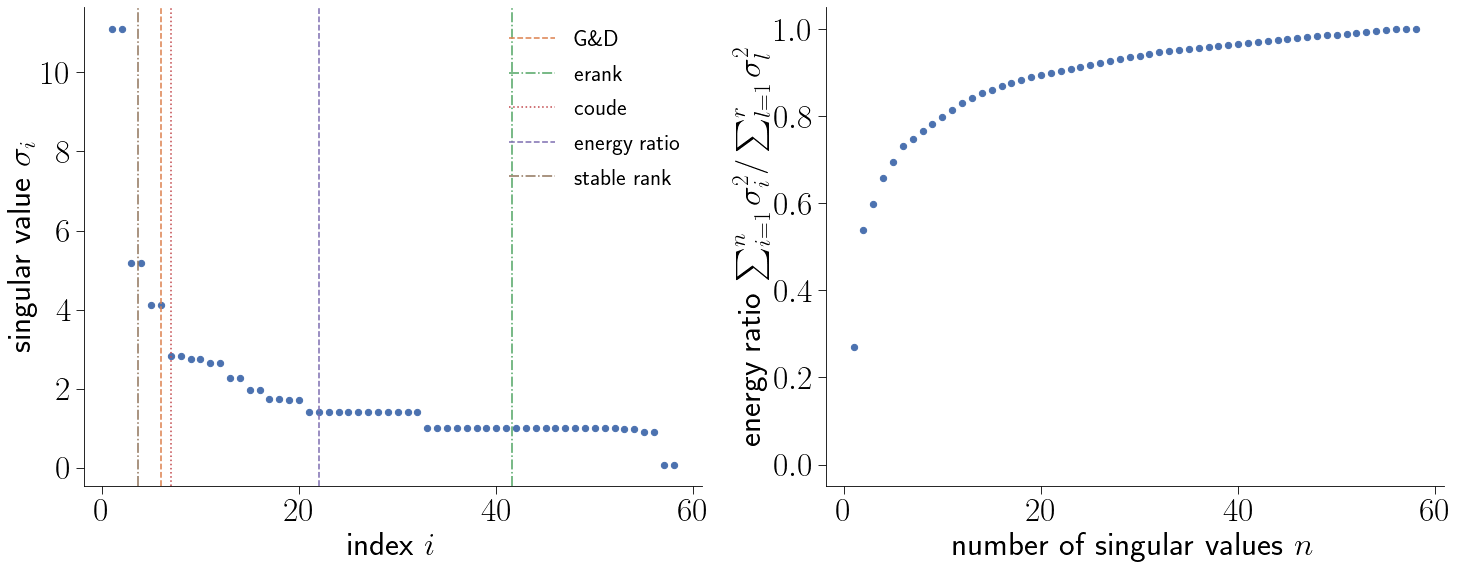 singular value σ_i
10
8
6
4
2
0
0 20 40 60
index i
G&D
erank
coude
energy ratio
stable rank
energy ratio ∑_{i=1}^{n} σ_i^2 / ∑_{l=1}^{r} σ_l^2
1.0
0.8
0.6
0.4
0.2
0.0
0 20 40 60
number of singular values n